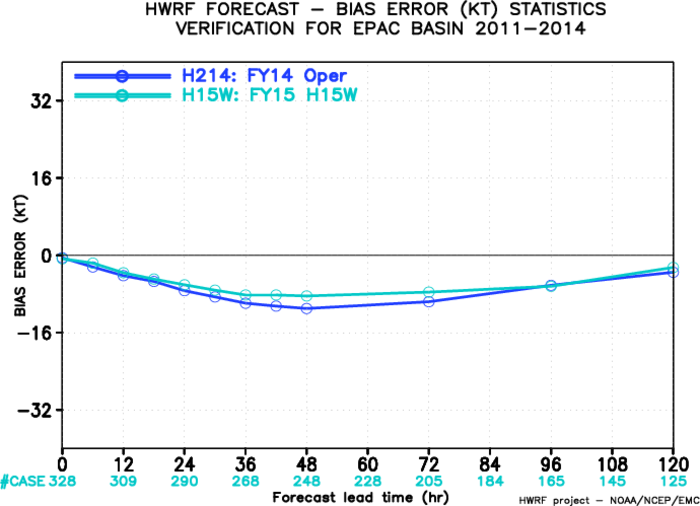 HWRF FORECAST – BIAS ERROR (KT) STATISTICS
VERIFICATION FOR EPAC BASIN 2011–2014
H214: FY14 Oper
H15W: FY15 H15W
32
16
0
-16
-32
BIAS ERROR (KT)
0 12 24 36 48 60 72 84 96 108 120
#CASE 328 309 290 268 248 228 205 184 165 145 125
Forecast lead time (hr)
HWRF project – NOAA/NCEP/EMC